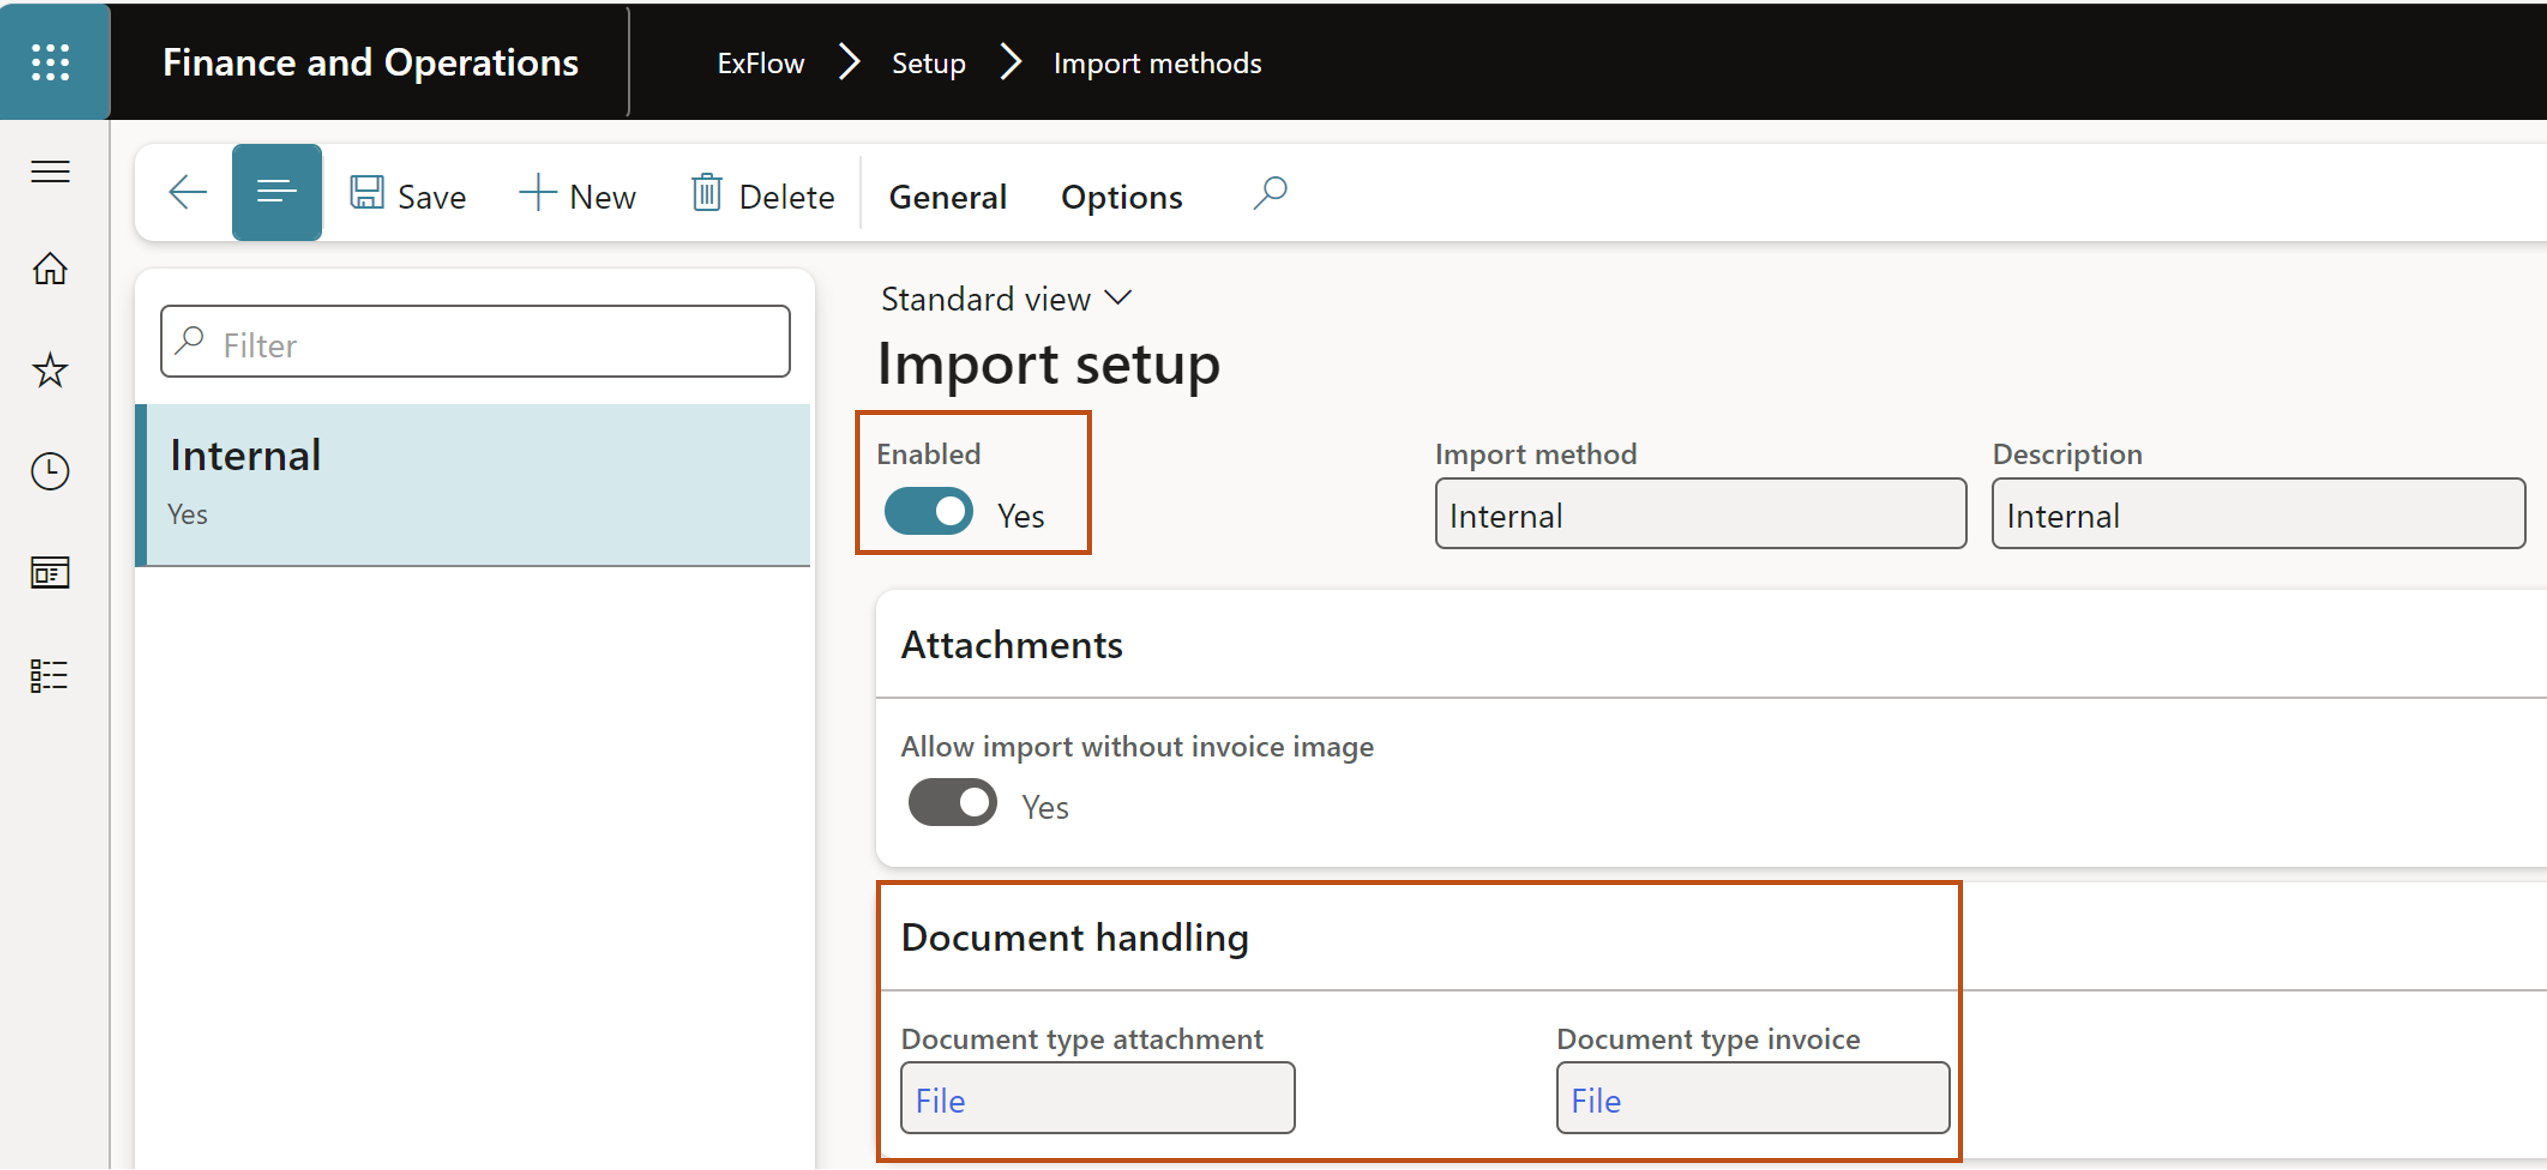 Finance and Operations
ExFlow Setup Import methods
Save New Delete General Options
Filter
Internal
Yes
Standard view
Import setup
Enabled Import method Description
Yes Internal Internal
Attachments
Allow import without invoice image
Yes
Document handling
Document type attachment Document type invoice
File File